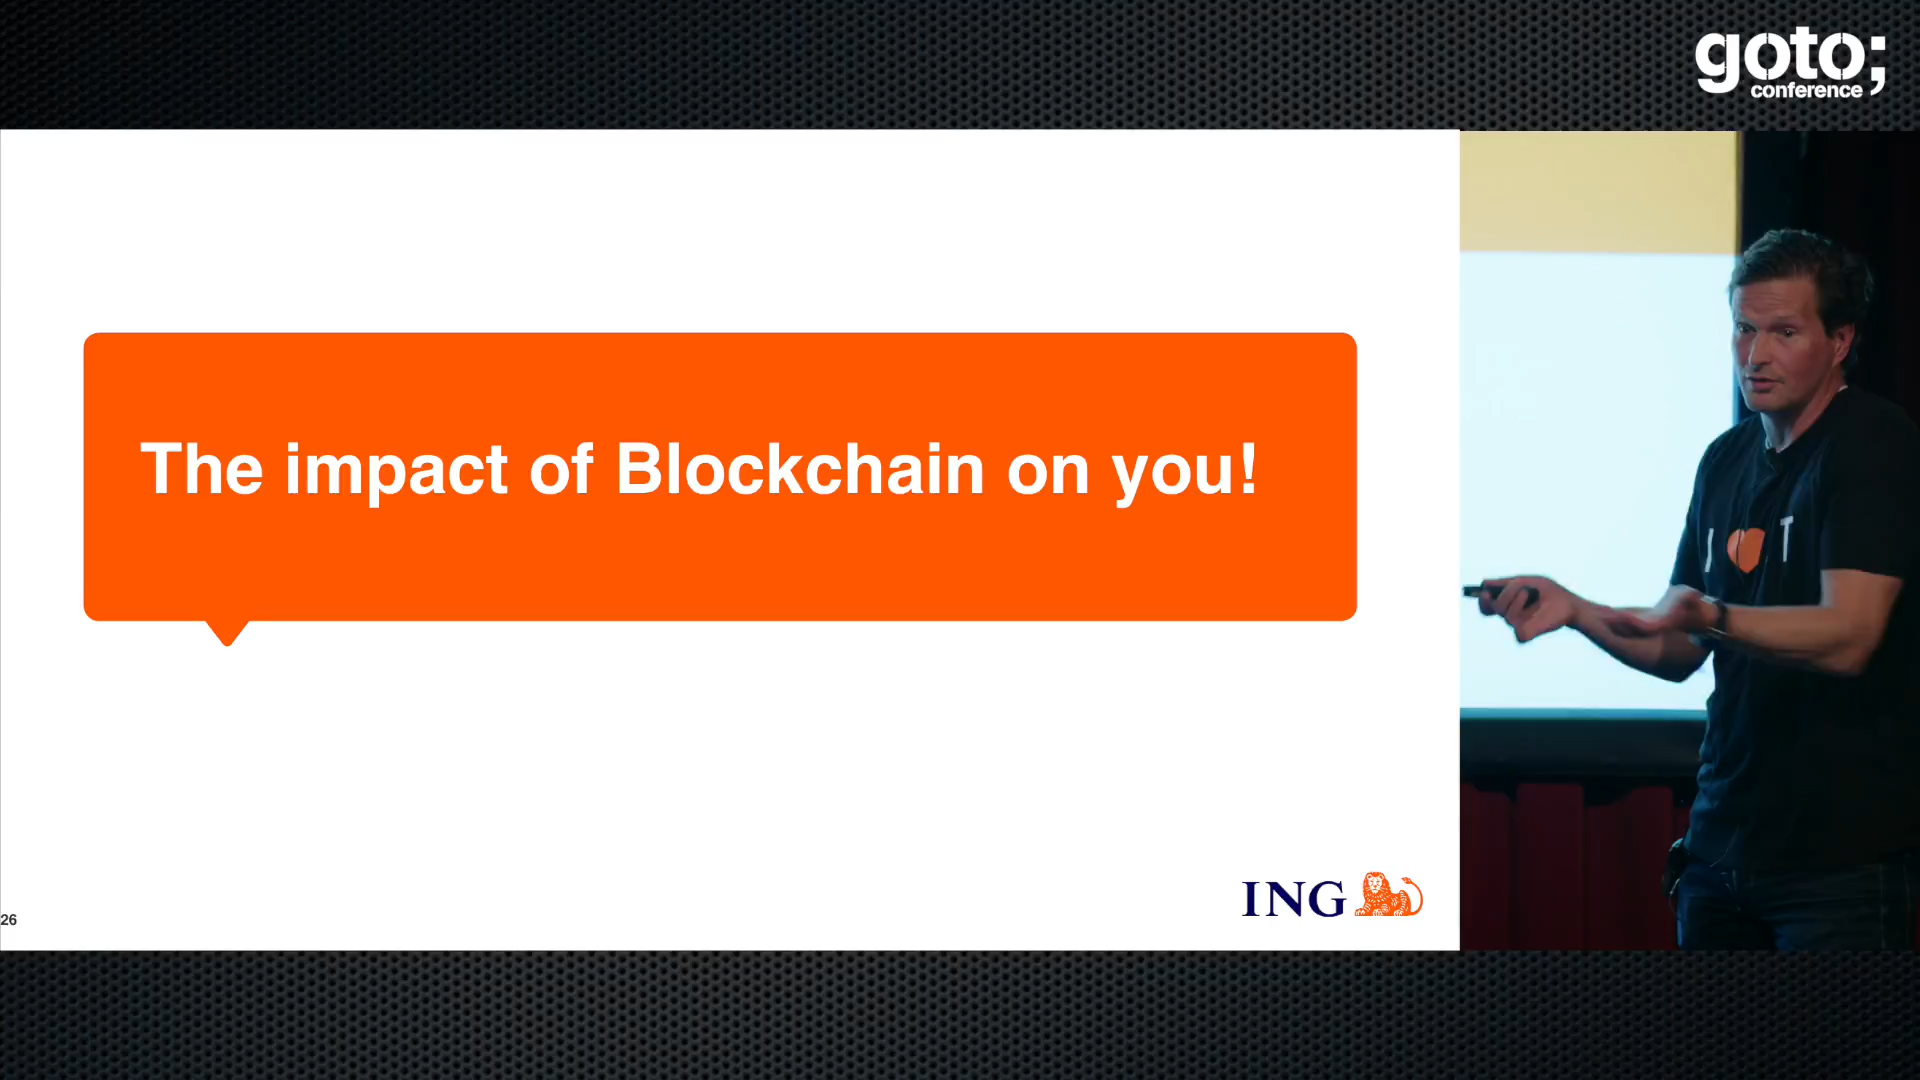 goto;
conference
The impact of Blockchain on you!
I T
ING
26